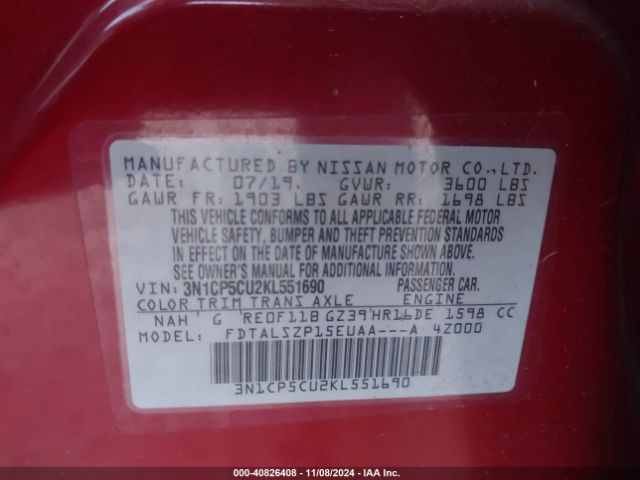 MANUFACTURED BY NISSAN MOTOR CO.,LTD.
DATE: 07/19. GVWR: 3600 LBS
GAWR FR: 1903 LBS GAWR RR: 1698 LBS
THIS VEHICLE CONFORMS TO ALL APPLICABLE FEDERAL MOTOR
VEHICLE SAFETY, BUMPER AND THEFT PREVENTION STANDARDS
IN EFFECT ON THE DATE OF MANUFACTURE SHOWN ABOVE.
SEE OWNER'S MANUAL FOR ADDITIONAL INFORMATION.
VIN: 3N1CP5CU2KL551690 PASSENGER CAR.
COLOR TRIM TRANS AXLE ENGINE
NAH' G 'RE0F11B GZ39'HR16DE 1598 CC
MODEL: FDTALSZP15EUAA---A 4Z000
3N1CP5CU2KL551690
000-40826408 - 11/08/2024 - IAA Inc.